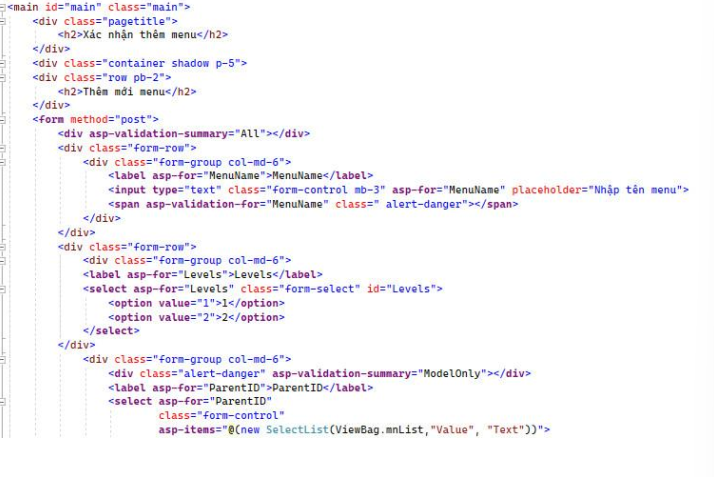 <main id="main" class="main">
<div class="pagetitle">
<h2>Xác nhận thêm menu</h2>
</div>
<div class="container shadow p-5">
<div class="row pb-2">
<h2>Thêm mới menu</h2>
</div>
<form method="post">
<div asp-validation-summary="All"></div>
<div class="form-row">
<div class="form-group col-md-6">
<label asp-for="MenuName">MenuName</label>
<input type="text" class="form-control mb-3" asp-for="MenuName" placeholder="Nhập tên menu">
<span asp-validation-for="MenuName" class=" alert-danger"></span>
</div>
</div>
<div class="form-row">
<div class="form-group col-md-6">
<label asp-for="Levels">Levels</label>
<select asp-for="Levels" class="form-select" id="Levels">
<option value="1">1</option>
<option value="2">2</option>
</select>
</div>
<div class="form-group col-md-6">
<div class="alert-danger" asp-validation-summary="ModelOnly"></div>
<label asp-for="ParentID">ParentID</label>
<select asp-for="ParentID"
class="form-control"
asp-items="@(new SelectList(ViewBag.mnList,"Value", "Text"))">